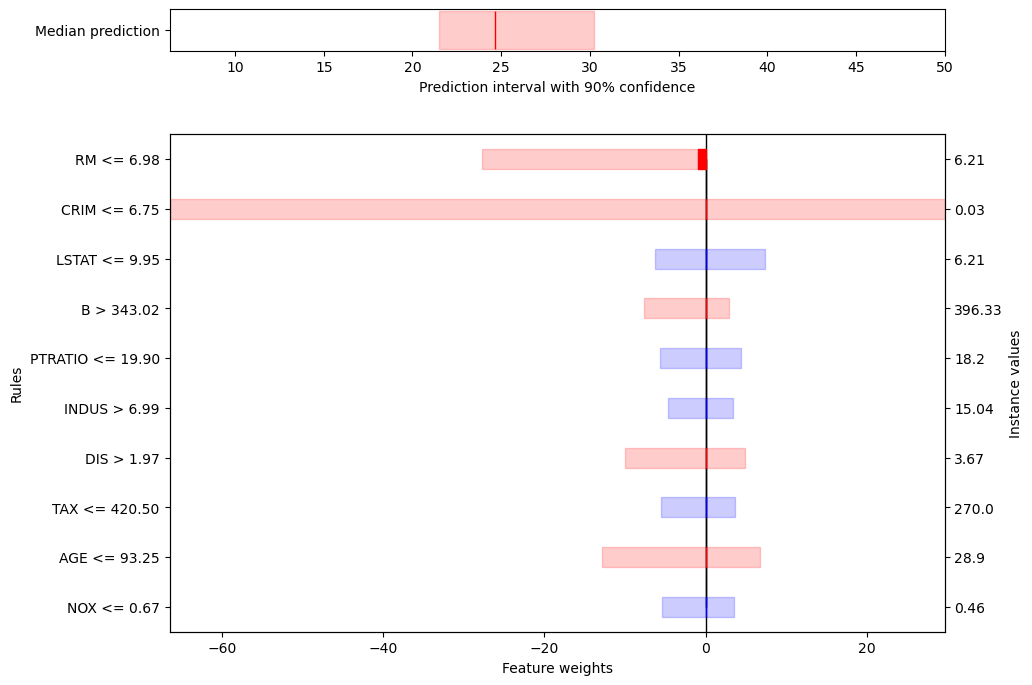 Median prediction
10 15 20 25 30 35 40 45 50
Prediction interval with 90% confidence
RM <= 6.98 6.21
CRIM <= 6.75 0.03
LSTAT <= 9.95 6.21
B > 343.02 396.33
PTRATIO <= 19.90 18.2
INDUS > 6.99 15.04
DIS > 1.97 3.67
TAX <= 420.50 270.0
AGE <= 93.25 28.9
NOX <= 0.67 0.46
Rules
Instance values
−60 −40 −20 0 20
Feature weights